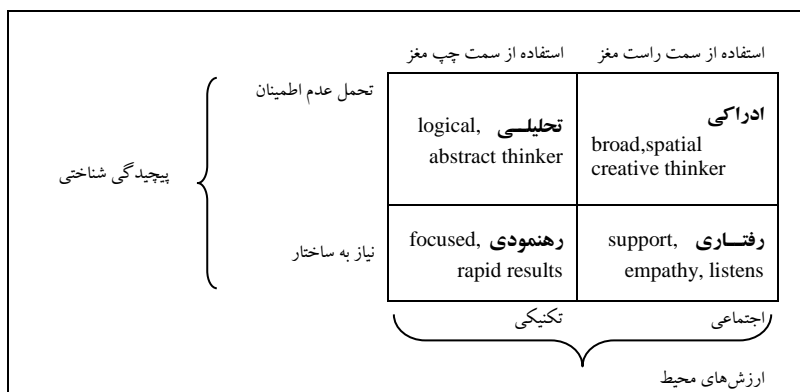 استفاده از سمت راست مغز
استفاده از سمت چپ مغز
تحمل عدم اطمینان
ادراکی
broad,spatial
creative thinker
تحلیلــی logical,
abstract thinker
پیچیدگی شناختی
نیاز به ساختار
رفتــاری support,
empathy, listens
رهنمودی focused,
rapid results
اجتماعی
تکنیکی
ارزش‌های محیط